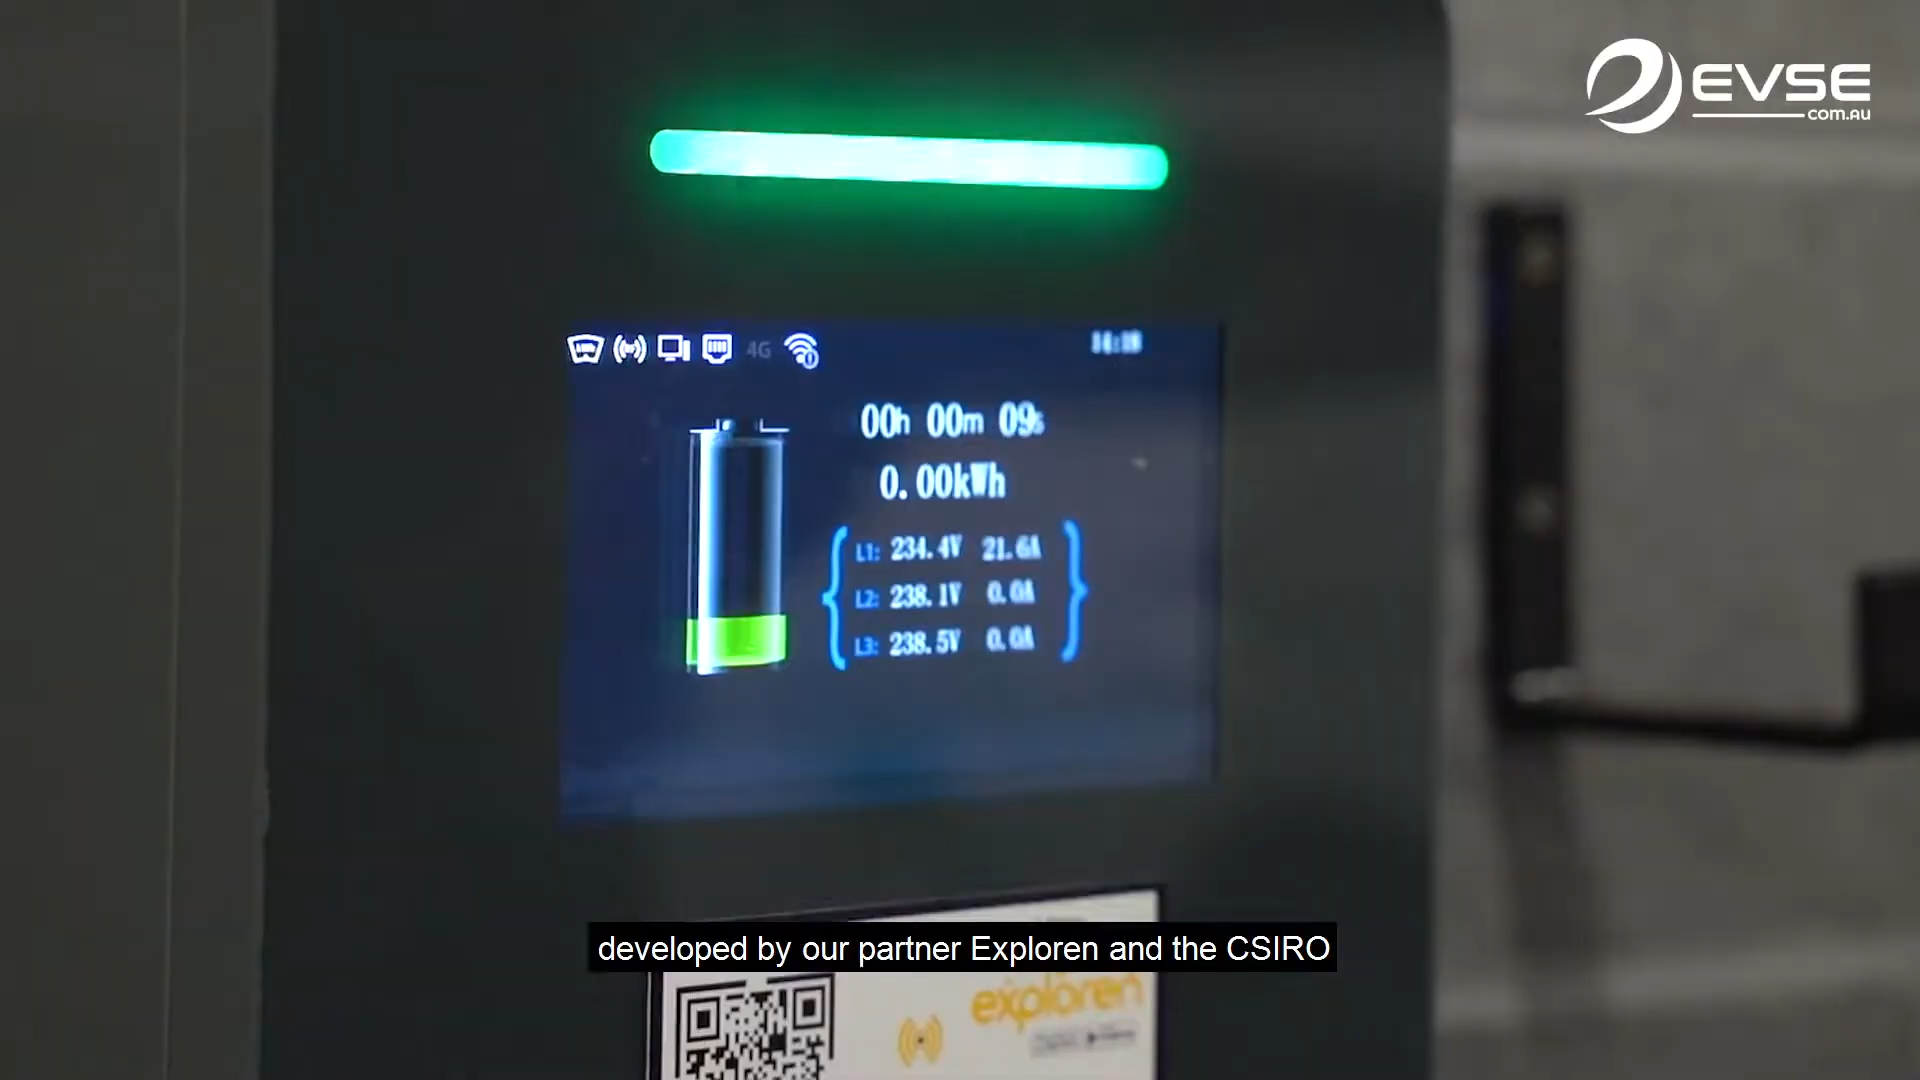 EVSE
com.au
4G
00h 00m 09s
0.00kWh
L1: 234.4V 21.6A
L2: 238.1V 0.0A
L3: 238.5V 0.0A
developed by our partner Exploren and the CSIRO
exploren